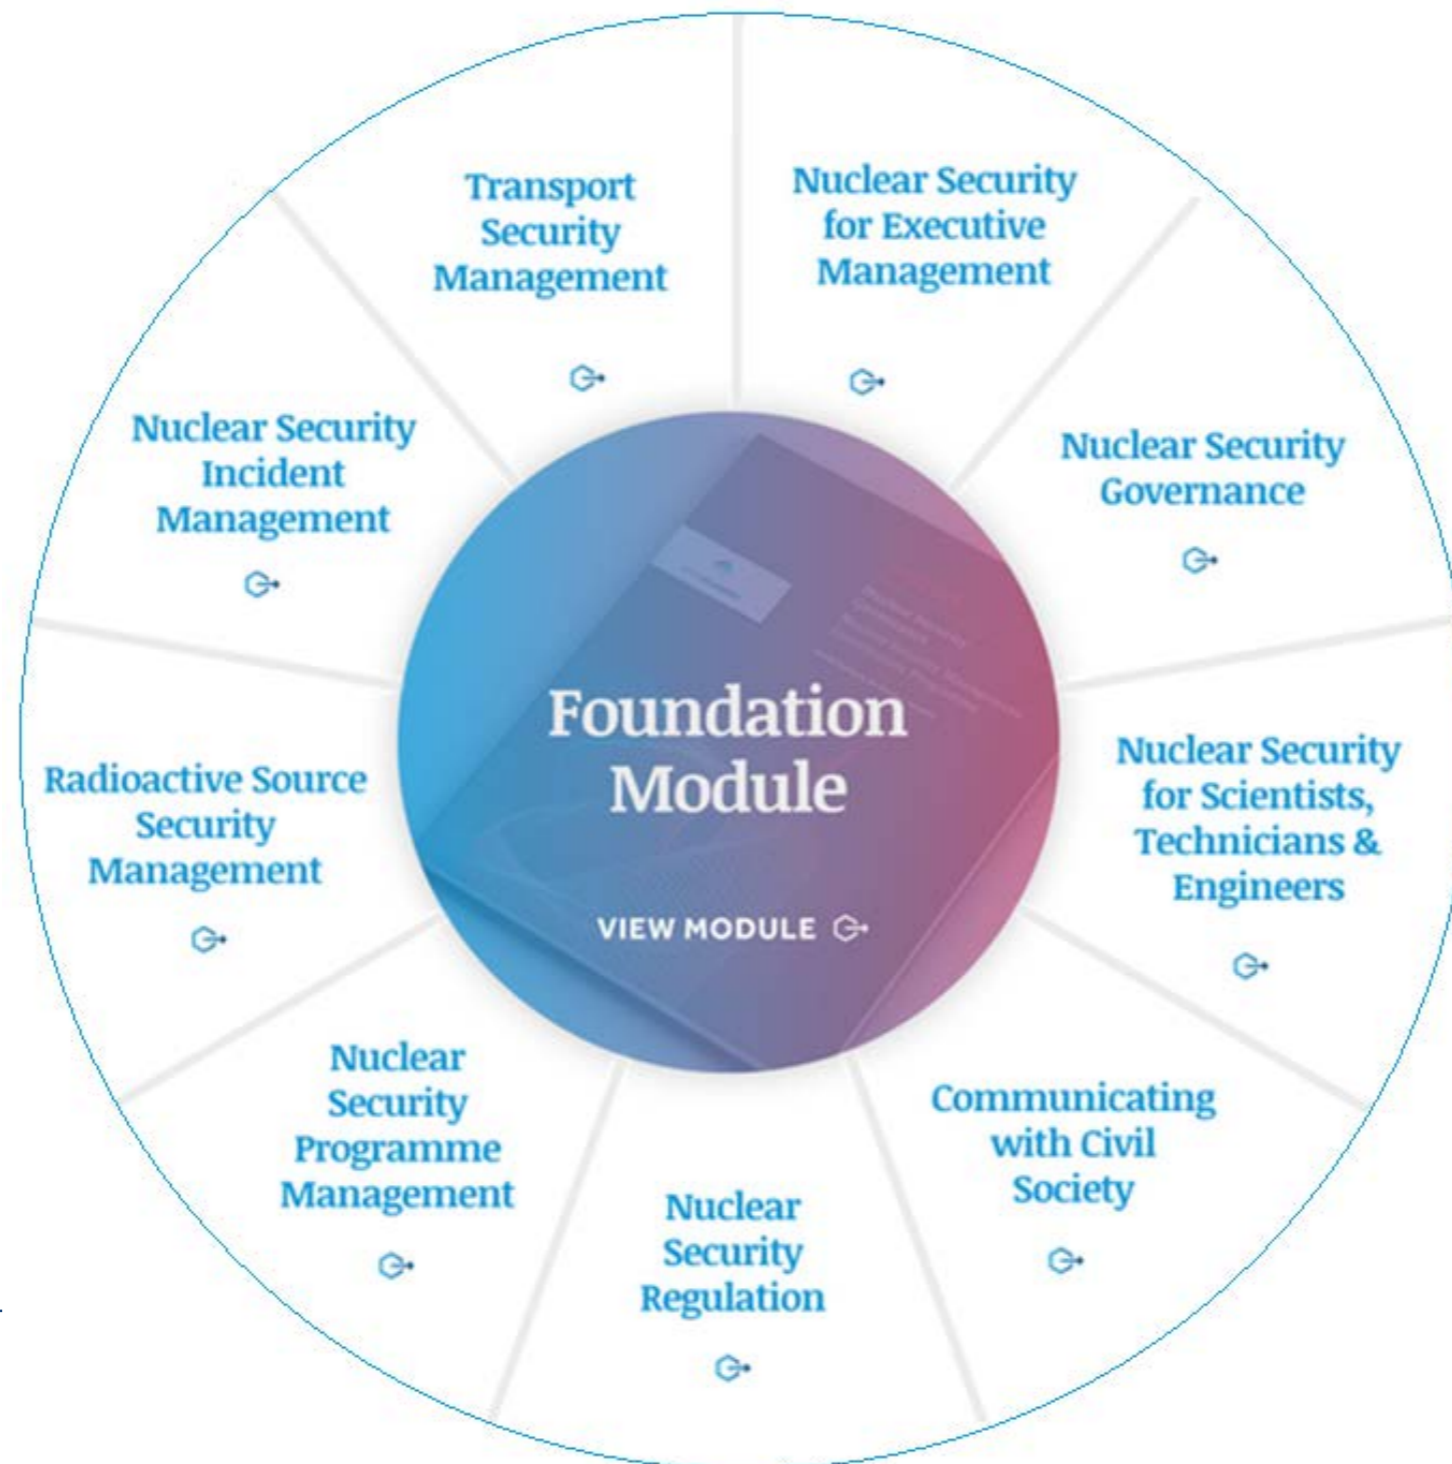 Transport
Security
Management
Nuclear Security
for Executive
Management
Nuclear Security
Governance
Nuclear Security
for Scientists,
Technicians &
Engineers
Communicating
with Civil
Society
Nuclear
Security
Regulation
Nuclear
Security
Programme
Management
Radioactive Source
Security
Management
Nuclear Security
Incident
Management
Foundation
Module
VIEW MODULE